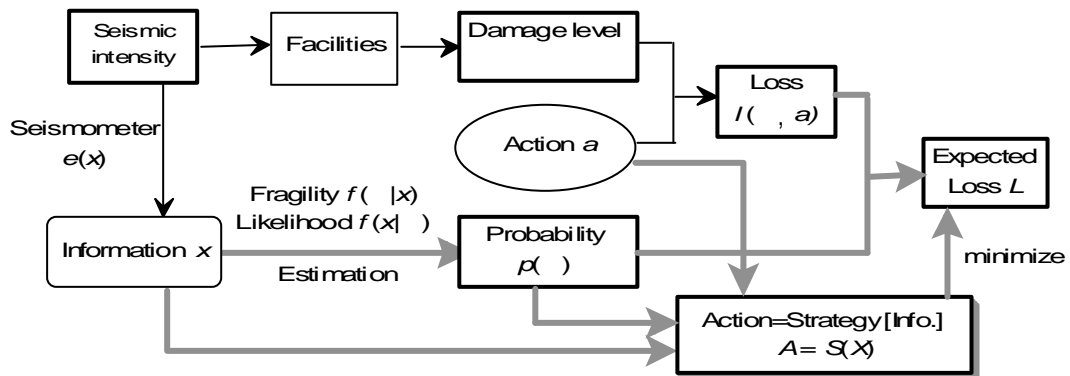 Seismic
intensity
Facilities
Damage level
Loss
l( , a)
Seismometer
e(x)
Action a
Expected
Loss L
Fragility f( |x)
Likelihood f(x| )
Information x
Estimation
Probability
p( )
minimize
Action=Strategy [Info.]
A= S(X)